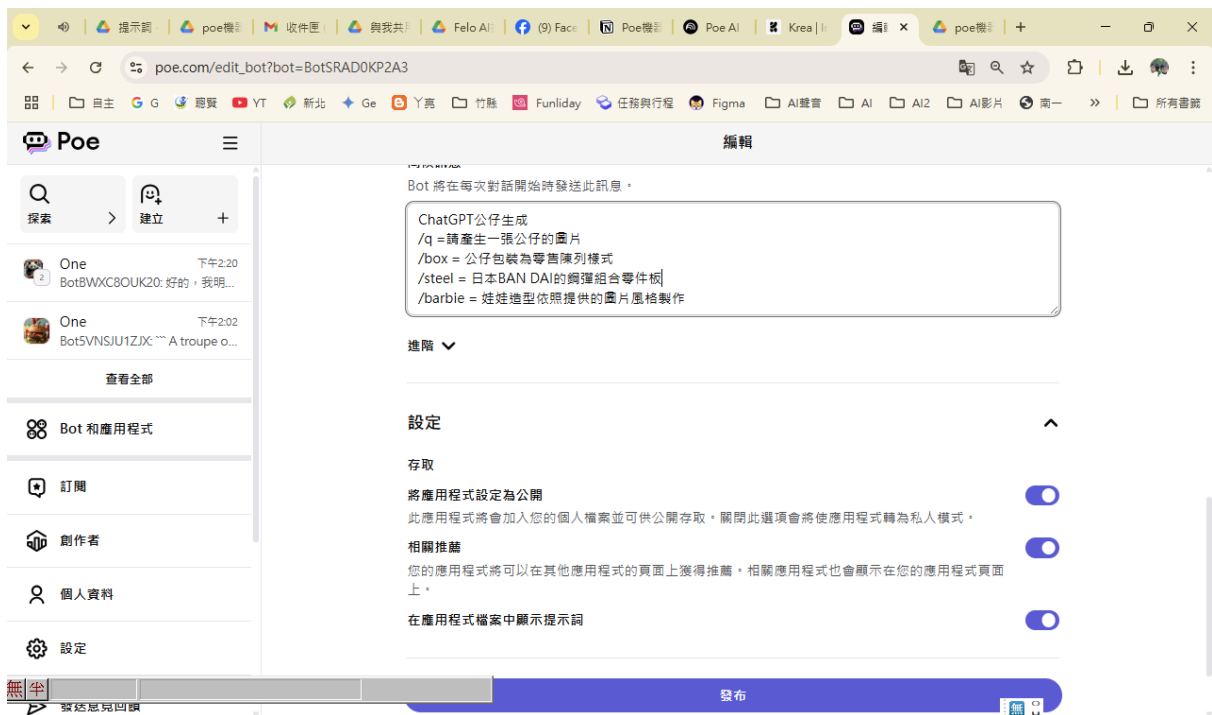 提示詞
poe機
收件匣
與我共
Felo AI
(9) Face
Poe機
Poe AI
Krea | I
編
poe機
poe.com/edit_bot?bot=BotSRAD0KP2A3
自主
G
聰賢
YT
新北
Ge
丫亮
竹縣
Funliday
任務與行程
Figma
AI聲音
AI
AI2
AI影片
南一
所有書籤
Poe
編輯
探索
建立
One 下午2:20
BotBWXC8OUK20: 好的，我明...
One 下午2:02
Bot5VNSJU1ZJX: ``` A troupe o...
查看全部
Bot 和應用程式
訂閱
創作者
個人資料
設定
發送意見回饋
問候訊息
Bot 將在每次對話開始時發送此訊息。
ChatGPT公仔生成
/q =請產生一張公仔的圖片
/box = 公仔包裝為零售陳列樣式
/steel = 日本BAN DAI的鋼彈組合零件板
/barbie = 娃娃造型依照提供的圖片風格製作
進階
設定
存取
將應用程式設定為公開
此應用程式將會加入您的個人檔案並可供公開存取。關閉此選項會將使應用程式轉為私人模式。
相關推薦
您的應用程式將可以在其他應用程式的頁面上獲得推薦。相關應用程式也會顯示在您的應用程式頁面
上。
在應用程式檔案中顯示提示詞
發布
無 半
無